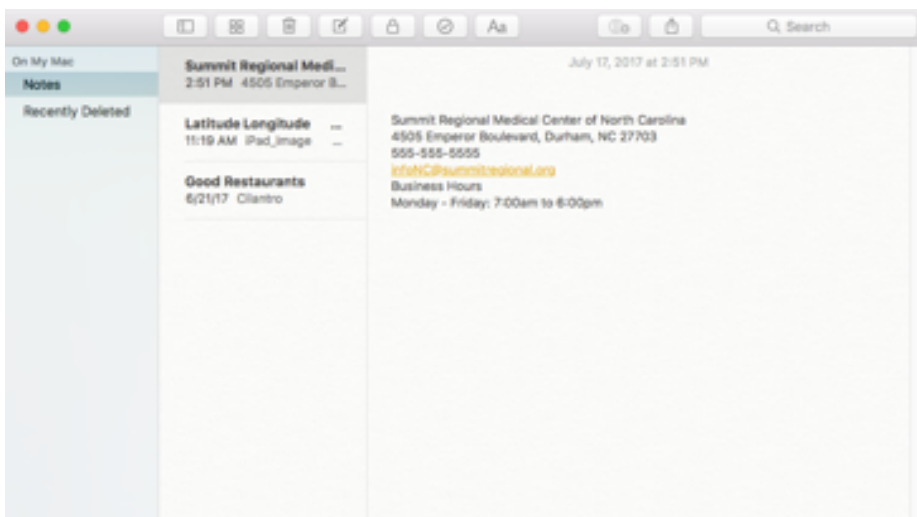 Aa
Search
On My Mac
Notes
Recently Deleted
Summit Regional Medi...
2:51 PM 4505 Emperor B...
Latitude Longitude ...
11:19 AM iPad_image ...
Good Restaurants
6/21/17 Cilantro
July 17, 2017 at 2:51 PM
Summit Regional Medical Center of North Carolina
4505 Emperor Boulevard, Durham, NC 27703
555-555-5555
infoNC@summitregional.org
Business Hours
Monday - Friday: 7:00am to 6:00pm